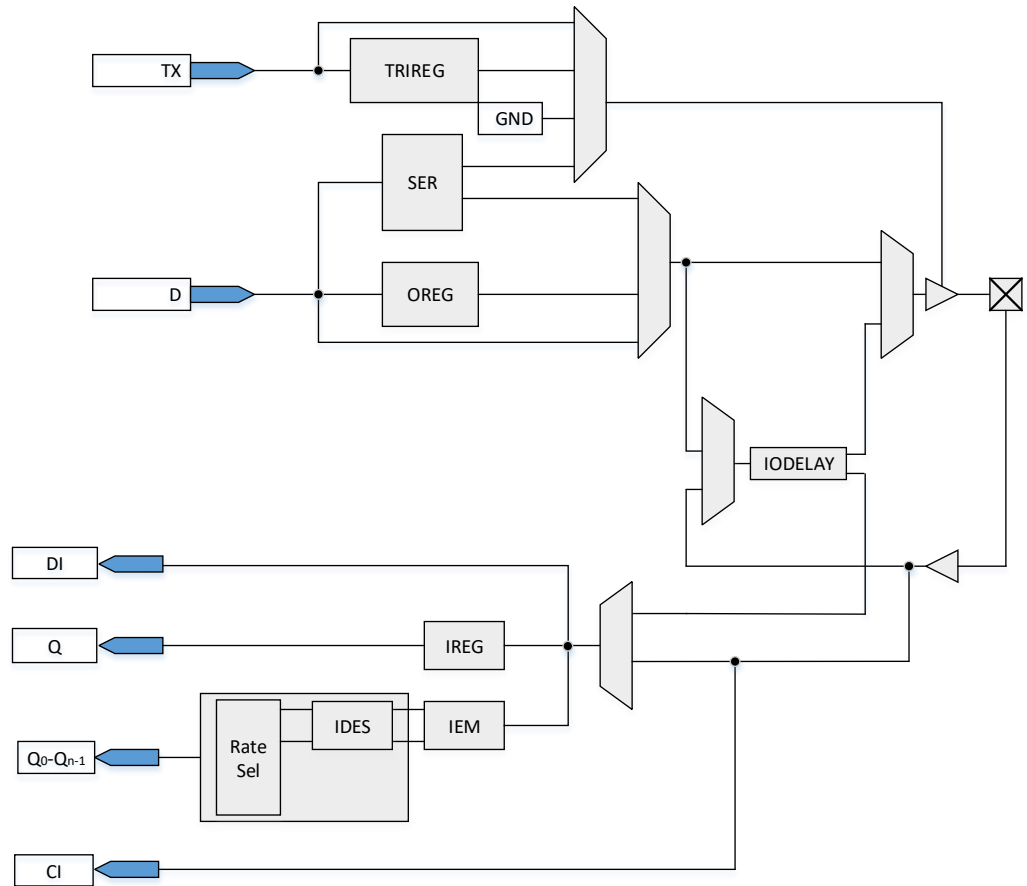 TX
TRIREG
GND
SER
D
OREG
IODELAY
DI
Q
IREG
Rate
Sel
IDES
IEM
Q0-Qn-1
CI